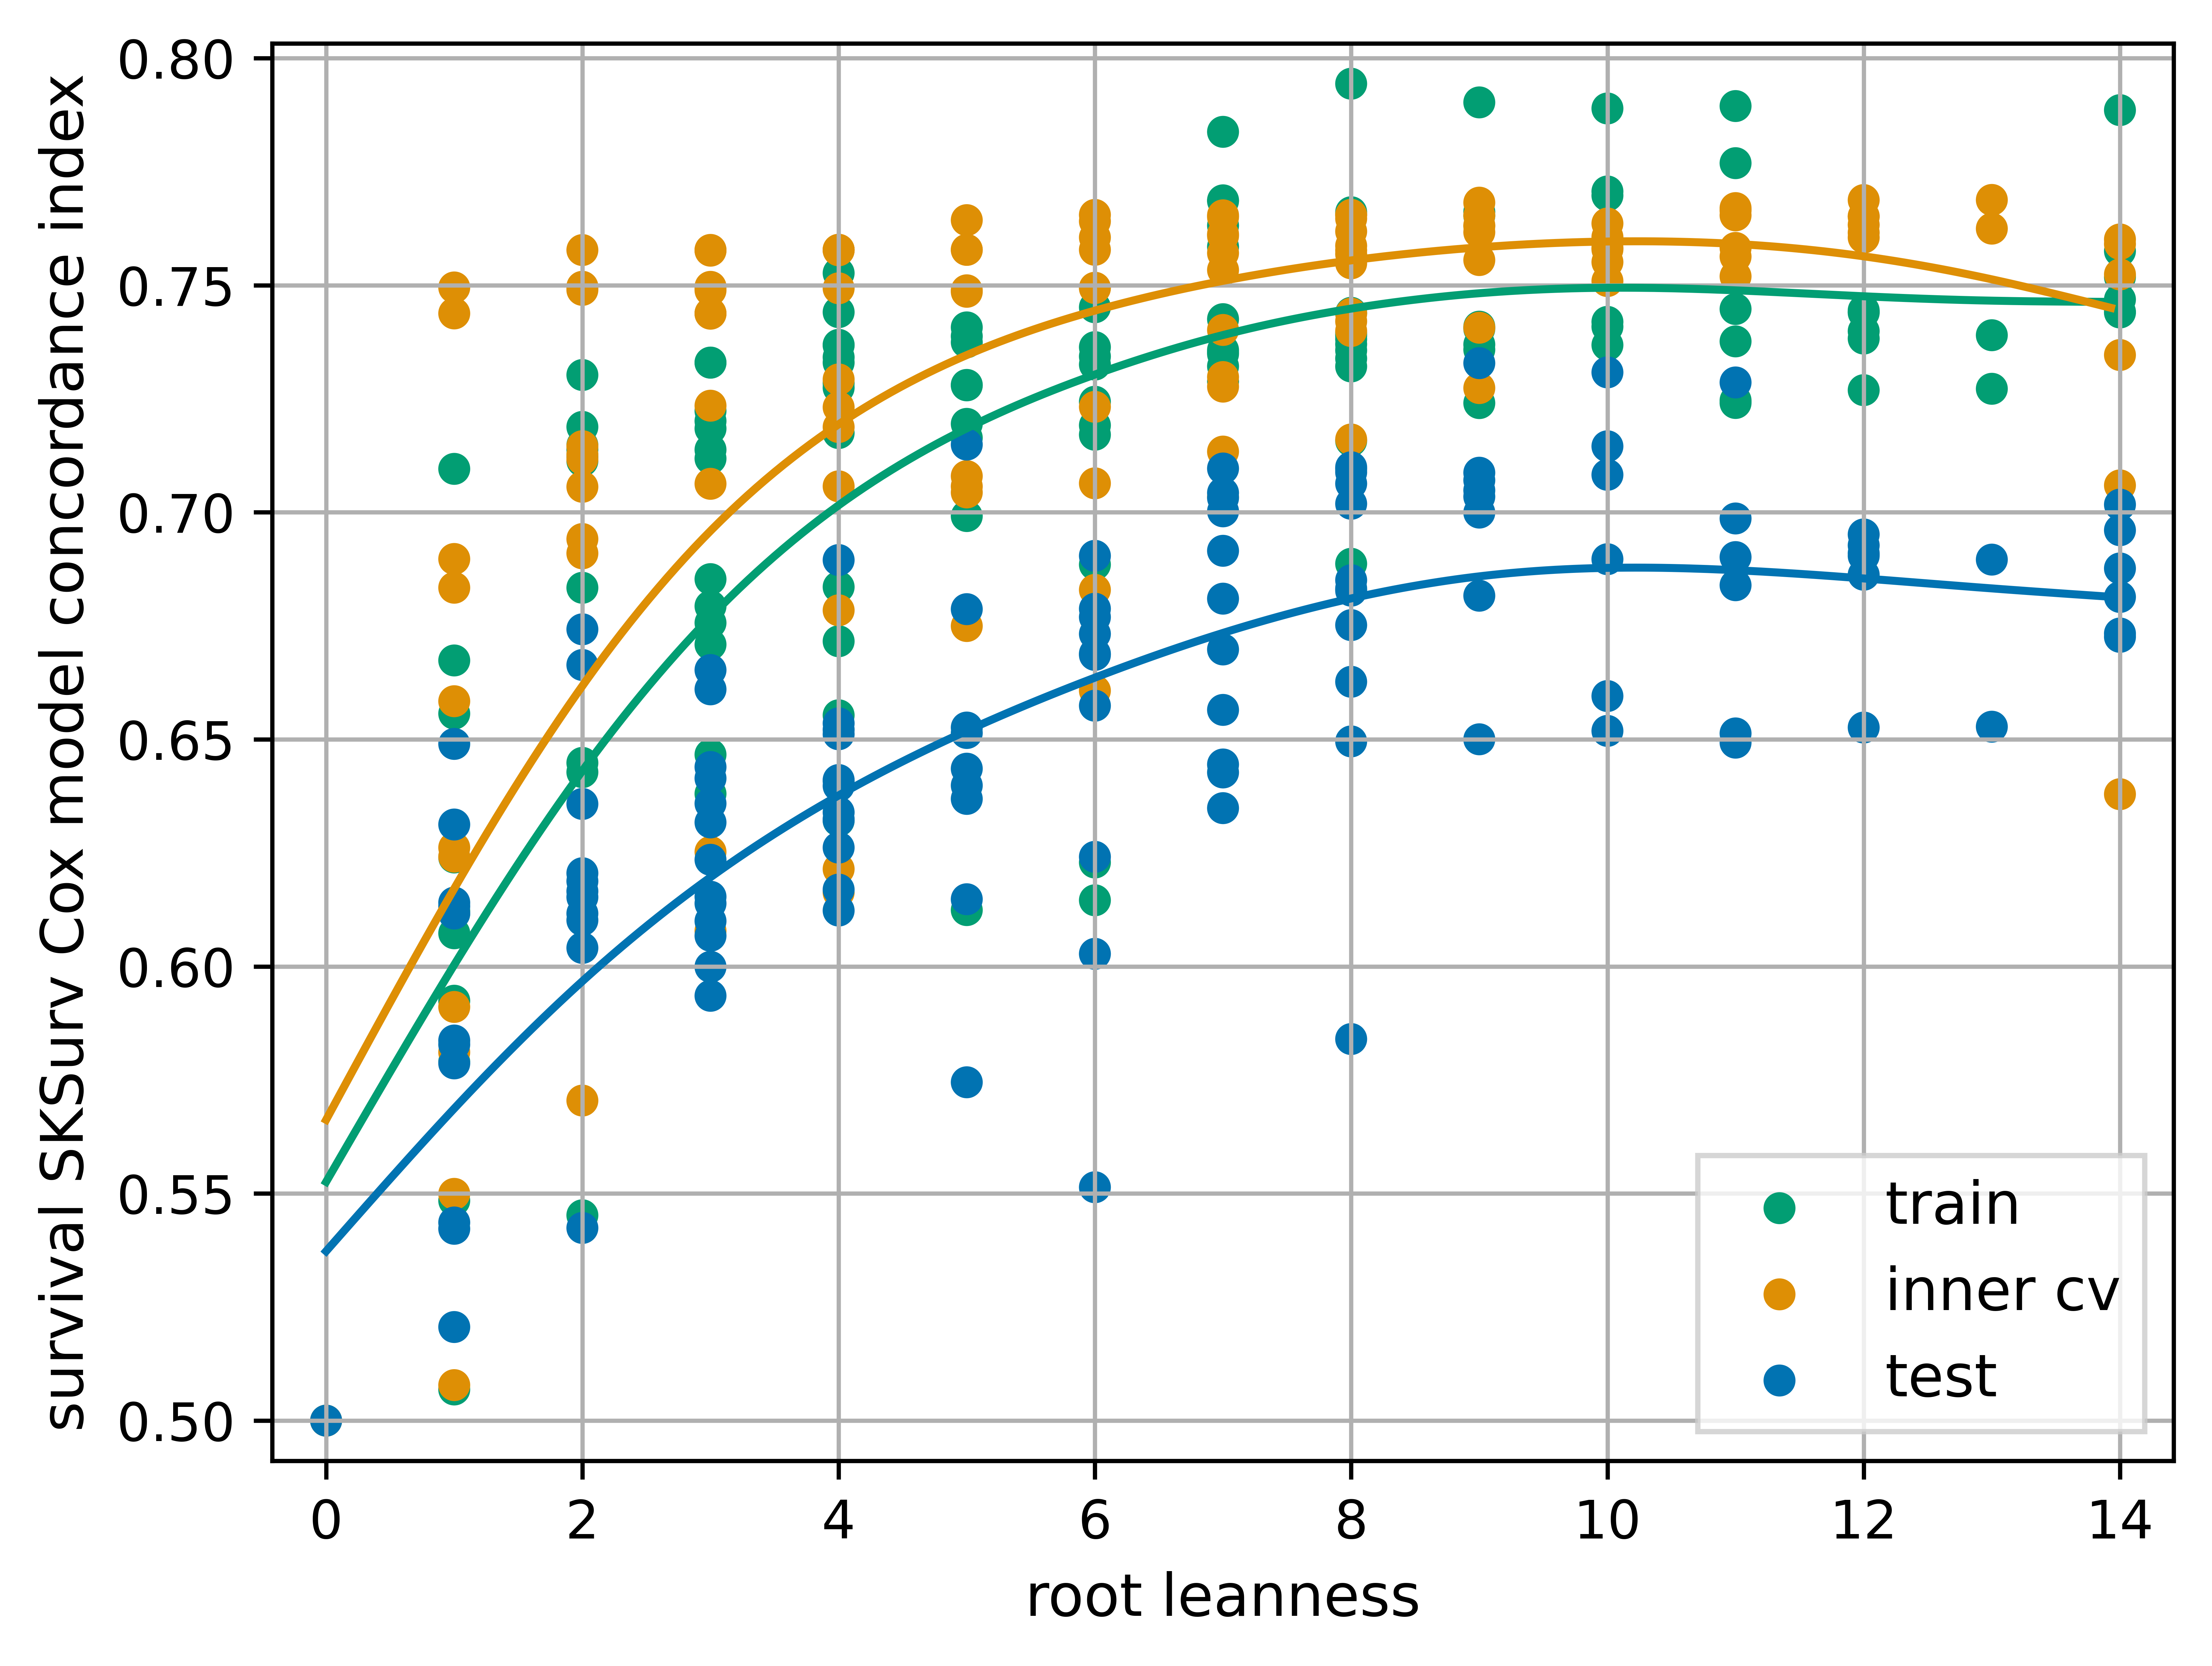 survival SKSurv Cox model concordance index
0.80
0.75
0.70
0.65
0.60
0.55
0.50
0 2 4 6 8 10 12 14
root leanness
train
inner cv
test